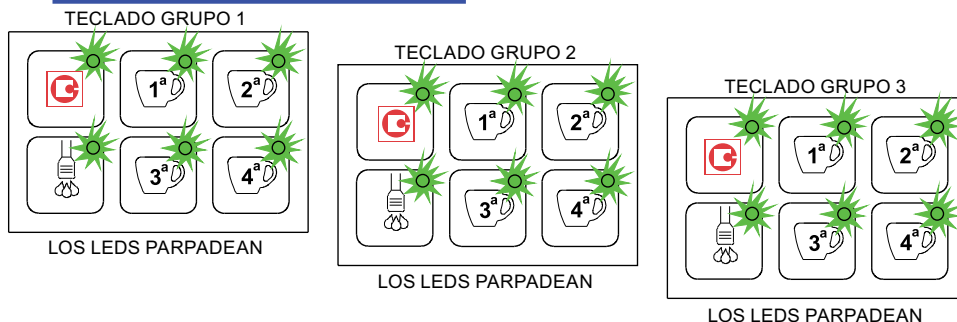 TECLADO GRUPO 1
1ª 2ª
3ª 4ª
LOS LEDS PARPADEAN
TECLADO GRUPO 2
1ª 2ª
3ª 4ª
LOS LEDS PARPADEAN
TECLADO GRUPO 3
1ª 2ª
3ª 4ª
LOS LEDS PARPADEAN